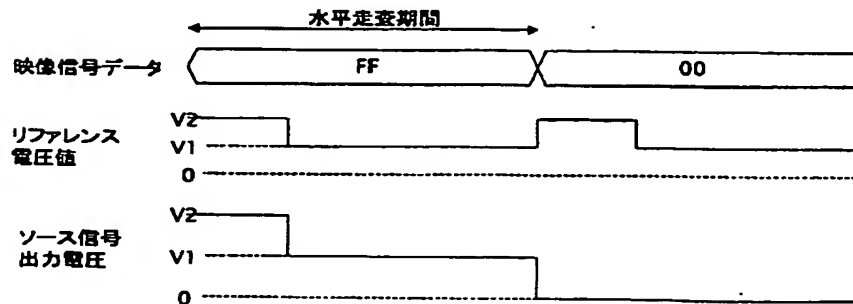 水平走査期間
映像信号データ
FF
00
リファレンス
電圧値
V2
V1
0
ソース信号
出力電圧
V2
V1
0